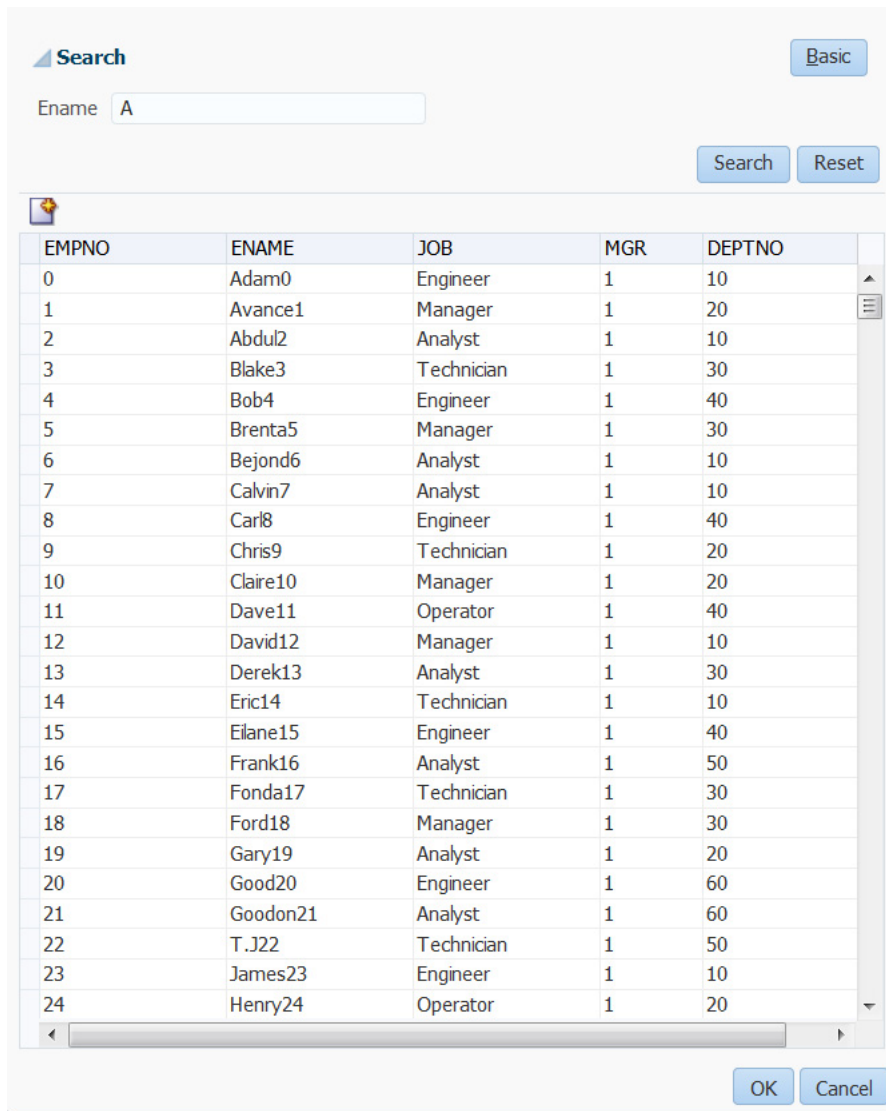 Search
Basic
Ename A
Search Reset
EMPNO ENAME JOB MGR DEPTNO
0 Adam0 Engineer 1 10
1 Avance1 Manager 1 20
2 Abdul2 Analyst 1 10
3 Blake3 Technician 1 30
4 Bob4 Engineer 1 40
5 Brenta5 Manager 1 30
6 Bejond6 Analyst 1 10
7 Calvin7 Analyst 1 10
8 Carl8 Engineer 1 40
9 Chris9 Technician 1 20
10 Claire10 Manager 1 20
11 Dave11 Operator 1 40
12 David12 Manager 1 10
13 Derek13 Analyst 1 30
14 Eric14 Technician 1 10
15 Eilane15 Engineer 1 40
16 Frank16 Analyst 1 50
17 Fonda17 Technician 1 30
18 Ford18 Manager 1 30
19 Gary19 Analyst 1 20
20 Good20 Engineer 1 60
21 Goodon21 Analyst 1 60
22 T.J22 Technician 1 50
23 James23 Engineer 1 10
24 Henry24 Operator 1 20
OK Cancel